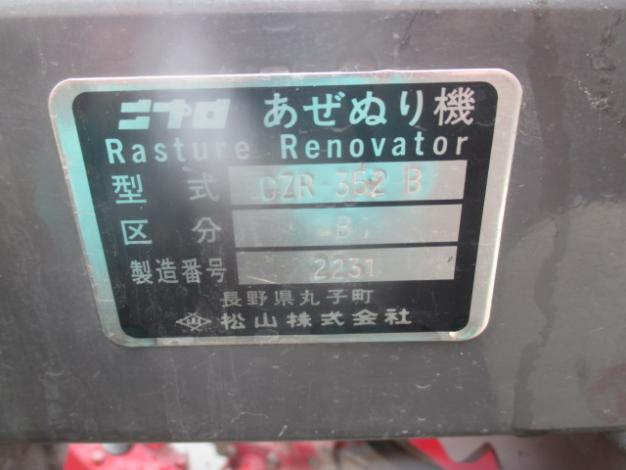 ニプロ あぜぬり機
Rasture Renovator
型式 CZR 352 B
区分 B
製造番号 2231
長野県丸子町
松山株式会社